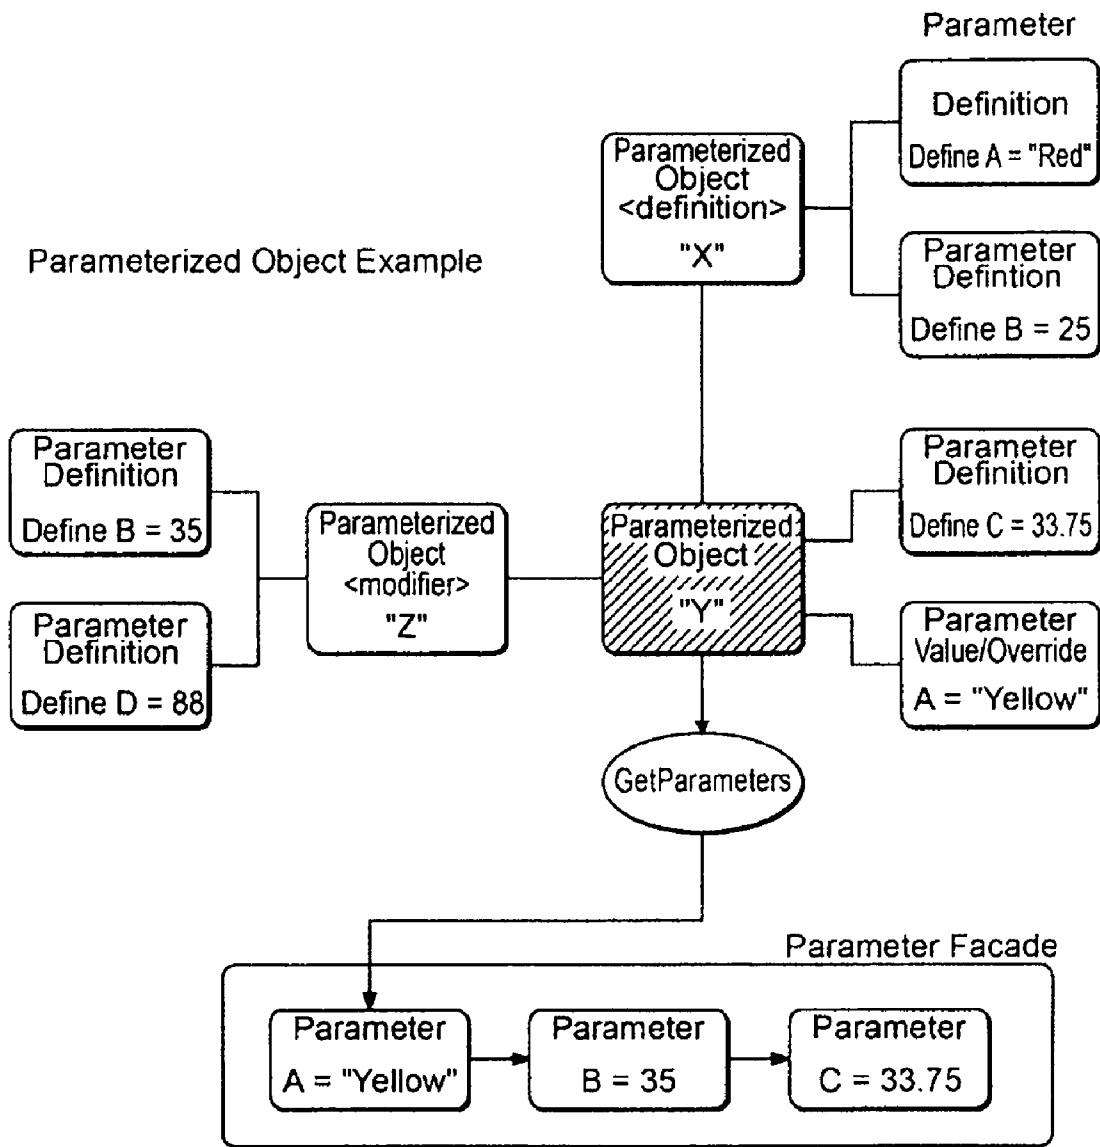 Parameter
Definition
Define A = "Red"
Parameterized
Object
<definition>
"X"
Parameterized Object Example
Parameter
Defintion
Define B = 25
Parameter
Definition
Define B = 35
Parameterized
Object
<modifier>
"Z"
Parameterized
Object
"Y"
Parameter
Definition
Define C = 33.75
Parameter
Definition
Define D = 88
Parameter
Value/Override
A = "Yellow"
GetParameters
Parameter Facade
Parameter
A = "Yellow"
Parameter
B = 35
Parameter
C = 33.75